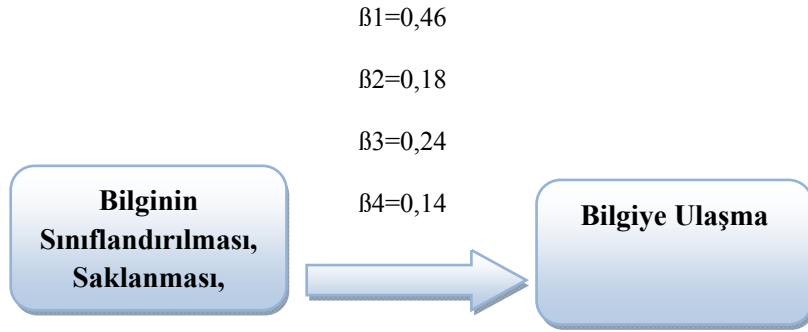 ß1=0,46
ß2=0,18
ß3=0,24
ß4=0,14
Bilginin
Sınıflandırılması,
Saklanması,
Bilgiye Ulaşma